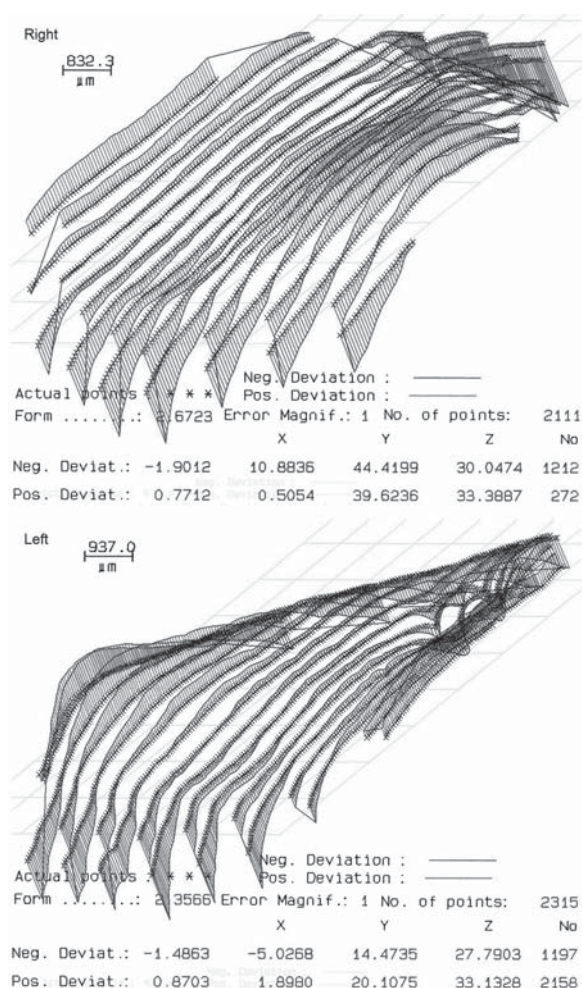 Right
832.3
µm
Neg. Deviation :
Actual points * * * Pos. Deviation :
Form .......: 2.6723 Error Magnif.: 1 No. of points: 2111
X Y Z No
Neg. Deviat.: -1.9012 10.8836 44.4199 30.0474 1212
Pos. Deviat.: 0.7712 0.5054 39.6236 33.3887 272
Left
937.0
µm
Neg. Deviation :
Actual points : * * Pos. Deviation :
Form .......: 2.3566 Error Magnif.: 1 No. of points: 2315
X Y Z No
Neg. Deviat.: -1.4863 -5.0268 14.4735 27.7903 1197
Pos. Deviat.: 0.8703 1.8980 20.1075 33.1328 2158